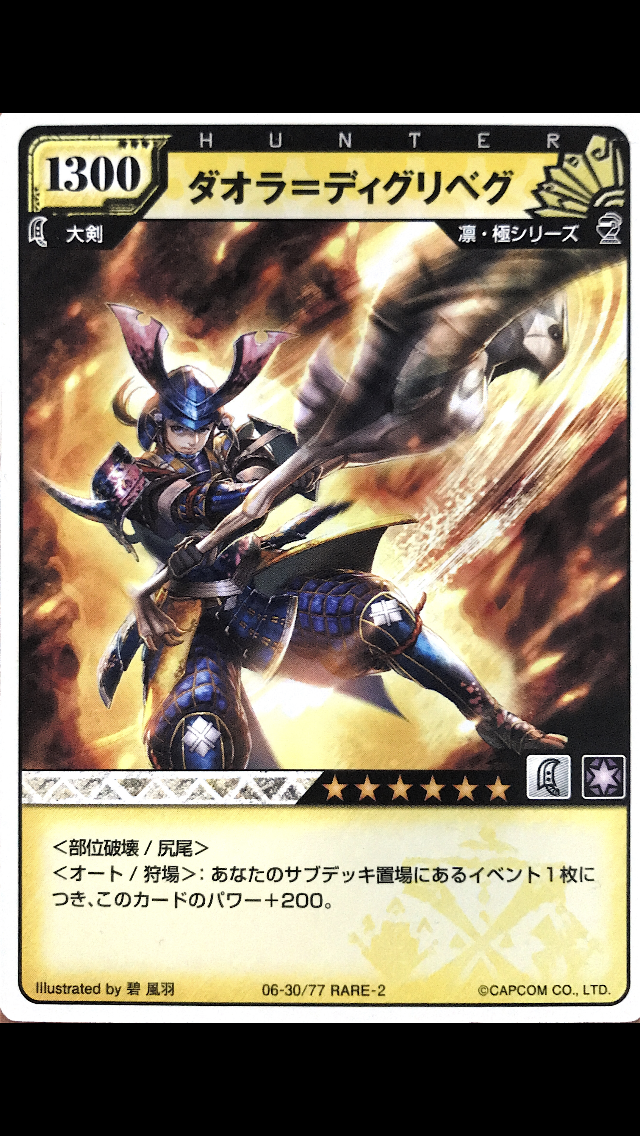 HUNTER
1300
ダオラ=ディグリベグ
大剣
凛・極シリーズ
★★★★★★
<部位破壊 / 尻尾>
<オート / 狩場>：あなたのサブデッキ置場にあるイベント1枚に
つき、このカードのパワー+200。
Illustrated by 碧 風羽
06-30/77 RARE-2
©CAPCOM CO., LTD.